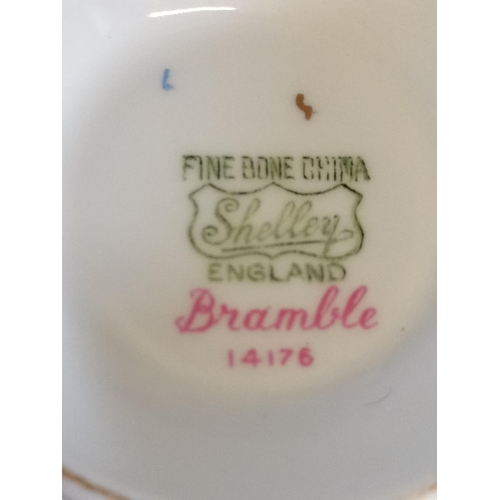 FINE BONE CHINA
Shelley
ENGLAND
Bramble
14176